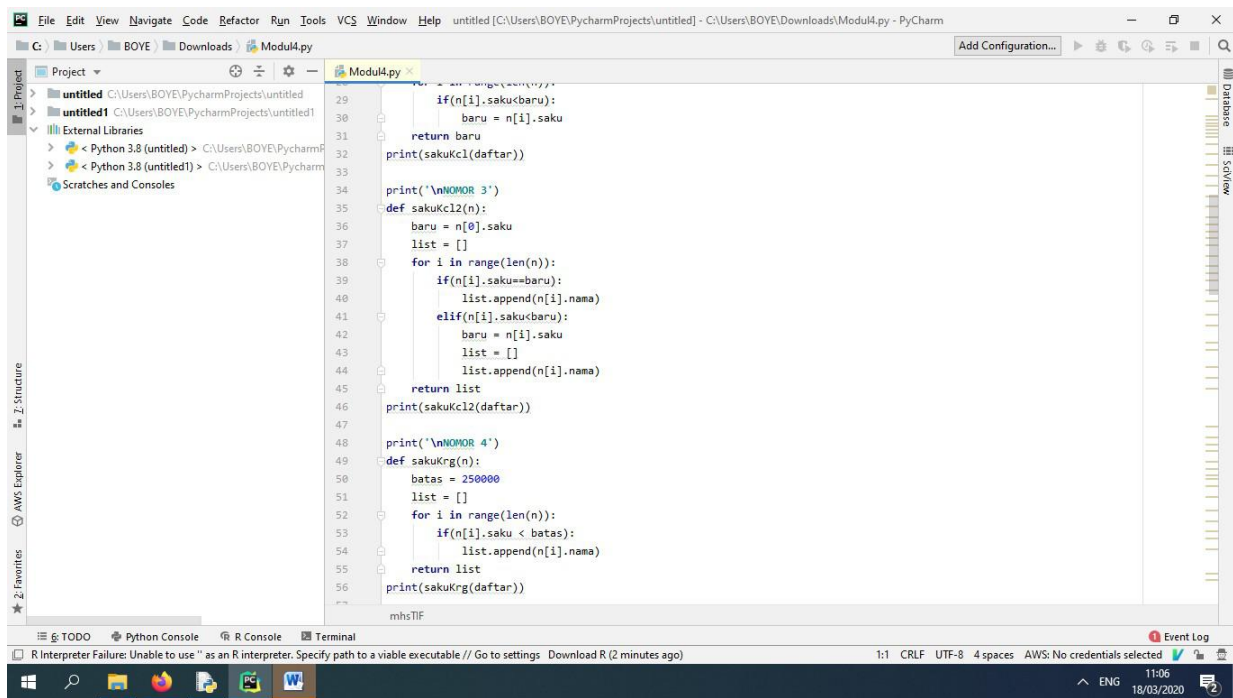 File Edit View Navigate Code Refactor Run Tools VCS Window Help untitled [C:\Users\BOYE\PycharmProjects\untitled] - C:\Users\BOYE\Downloads\Modul4.py - PyCharm
C: Users BOYE Downloads Modul4.py
Add Configuration...
Project
Modul4.py
1: Project
untitled C:\Users\BOYE\PycharmProjects\untitled
untitled1 C:\Users\BOYE\PycharmProjects\untitled1
External Libraries
< Python 3.8 (untitled) > C:\Users\BOYE\PycharmP
< Python 3.8 (untitled1) > C:\Users\BOYE\Pycharm
Scratches and Consoles
7: Structure
AWS Explorer
2: Favorites
29 if(n[i].saku<baru):
30 baru = n[i].saku
31 return baru
32 print(sakuKcl(daftar))
33
34 print('\nNOMOR 3')
35 def sakuKcl2(n):
36 baru = n[0].saku
37 list = []
38 for i in range(len(n)):
39 if(n[i].saku==baru):
40 list.append(n[i].nama)
41 elif(n[i].saku<baru):
42 baru = n[i].saku
43 list = []
44 list.append(n[i].nama)
45 return list
46 print(sakuKcl2(daftar))
47
48 print('\nNOMOR 4')
49 def sakuKrg(n):
50 batas = 250000
51 list = []
52 for i in range(len(n)):
53 if(n[i].saku < batas):
54 list.append(n[i].nama)
55 return list
56 print(sakuKrg(daftar))
mhsTIF
Database
SciView
6: TODO Python Console R Console Terminal
1 Event Log
R Interpreter Failure: Unable to use '' as an R interpreter. Specify path to a viable executable // Go to settings Download R (2 minutes ago)
1:1 CRLF UTF-8 4 spaces AWS: No credentials selected
ENG
11:06
18/03/2020
2